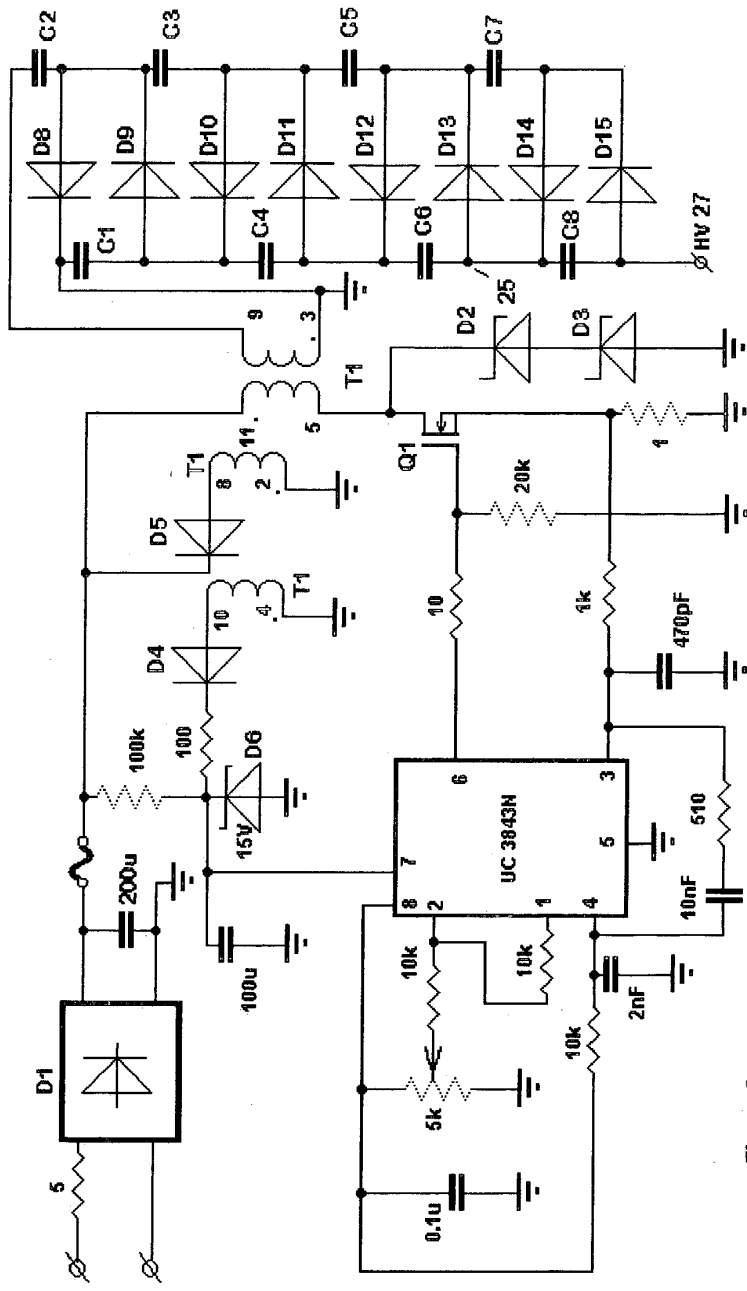 D1
5
200u
100k
100u
15V
D6
100
D4
10
4
T1
D5
T1
8
2
11
5
T1
9
3
C2
C3
C5
C7
D8
D9
D10
D11
D12
D13
D14
D15
C1
C4
C6
C8
25
HV 27
D2
D3
Q1
1
20k
10
1k
470pF
UC 3843N
7
8
2
1
4
5
6
3
510
10nF
10k
10k
5k
0.1u
2nF
10k